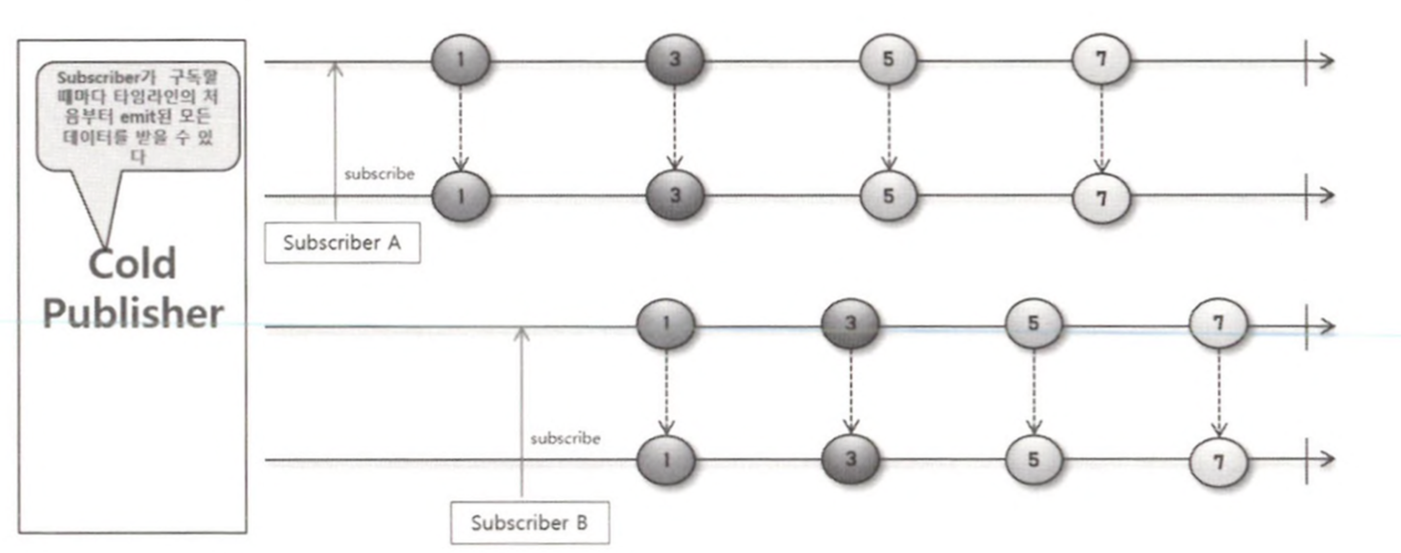 Subscriber가 구독할
때마다 타임라인의 처
음부터 emit된 모든
데이터를 받을 수 있
다
Cold
Publisher
1 3 5 7
subscribe
1 3 5 7
Subscriber A
1 3 5 7
subscribe
1 3 5 7
Subscriber B